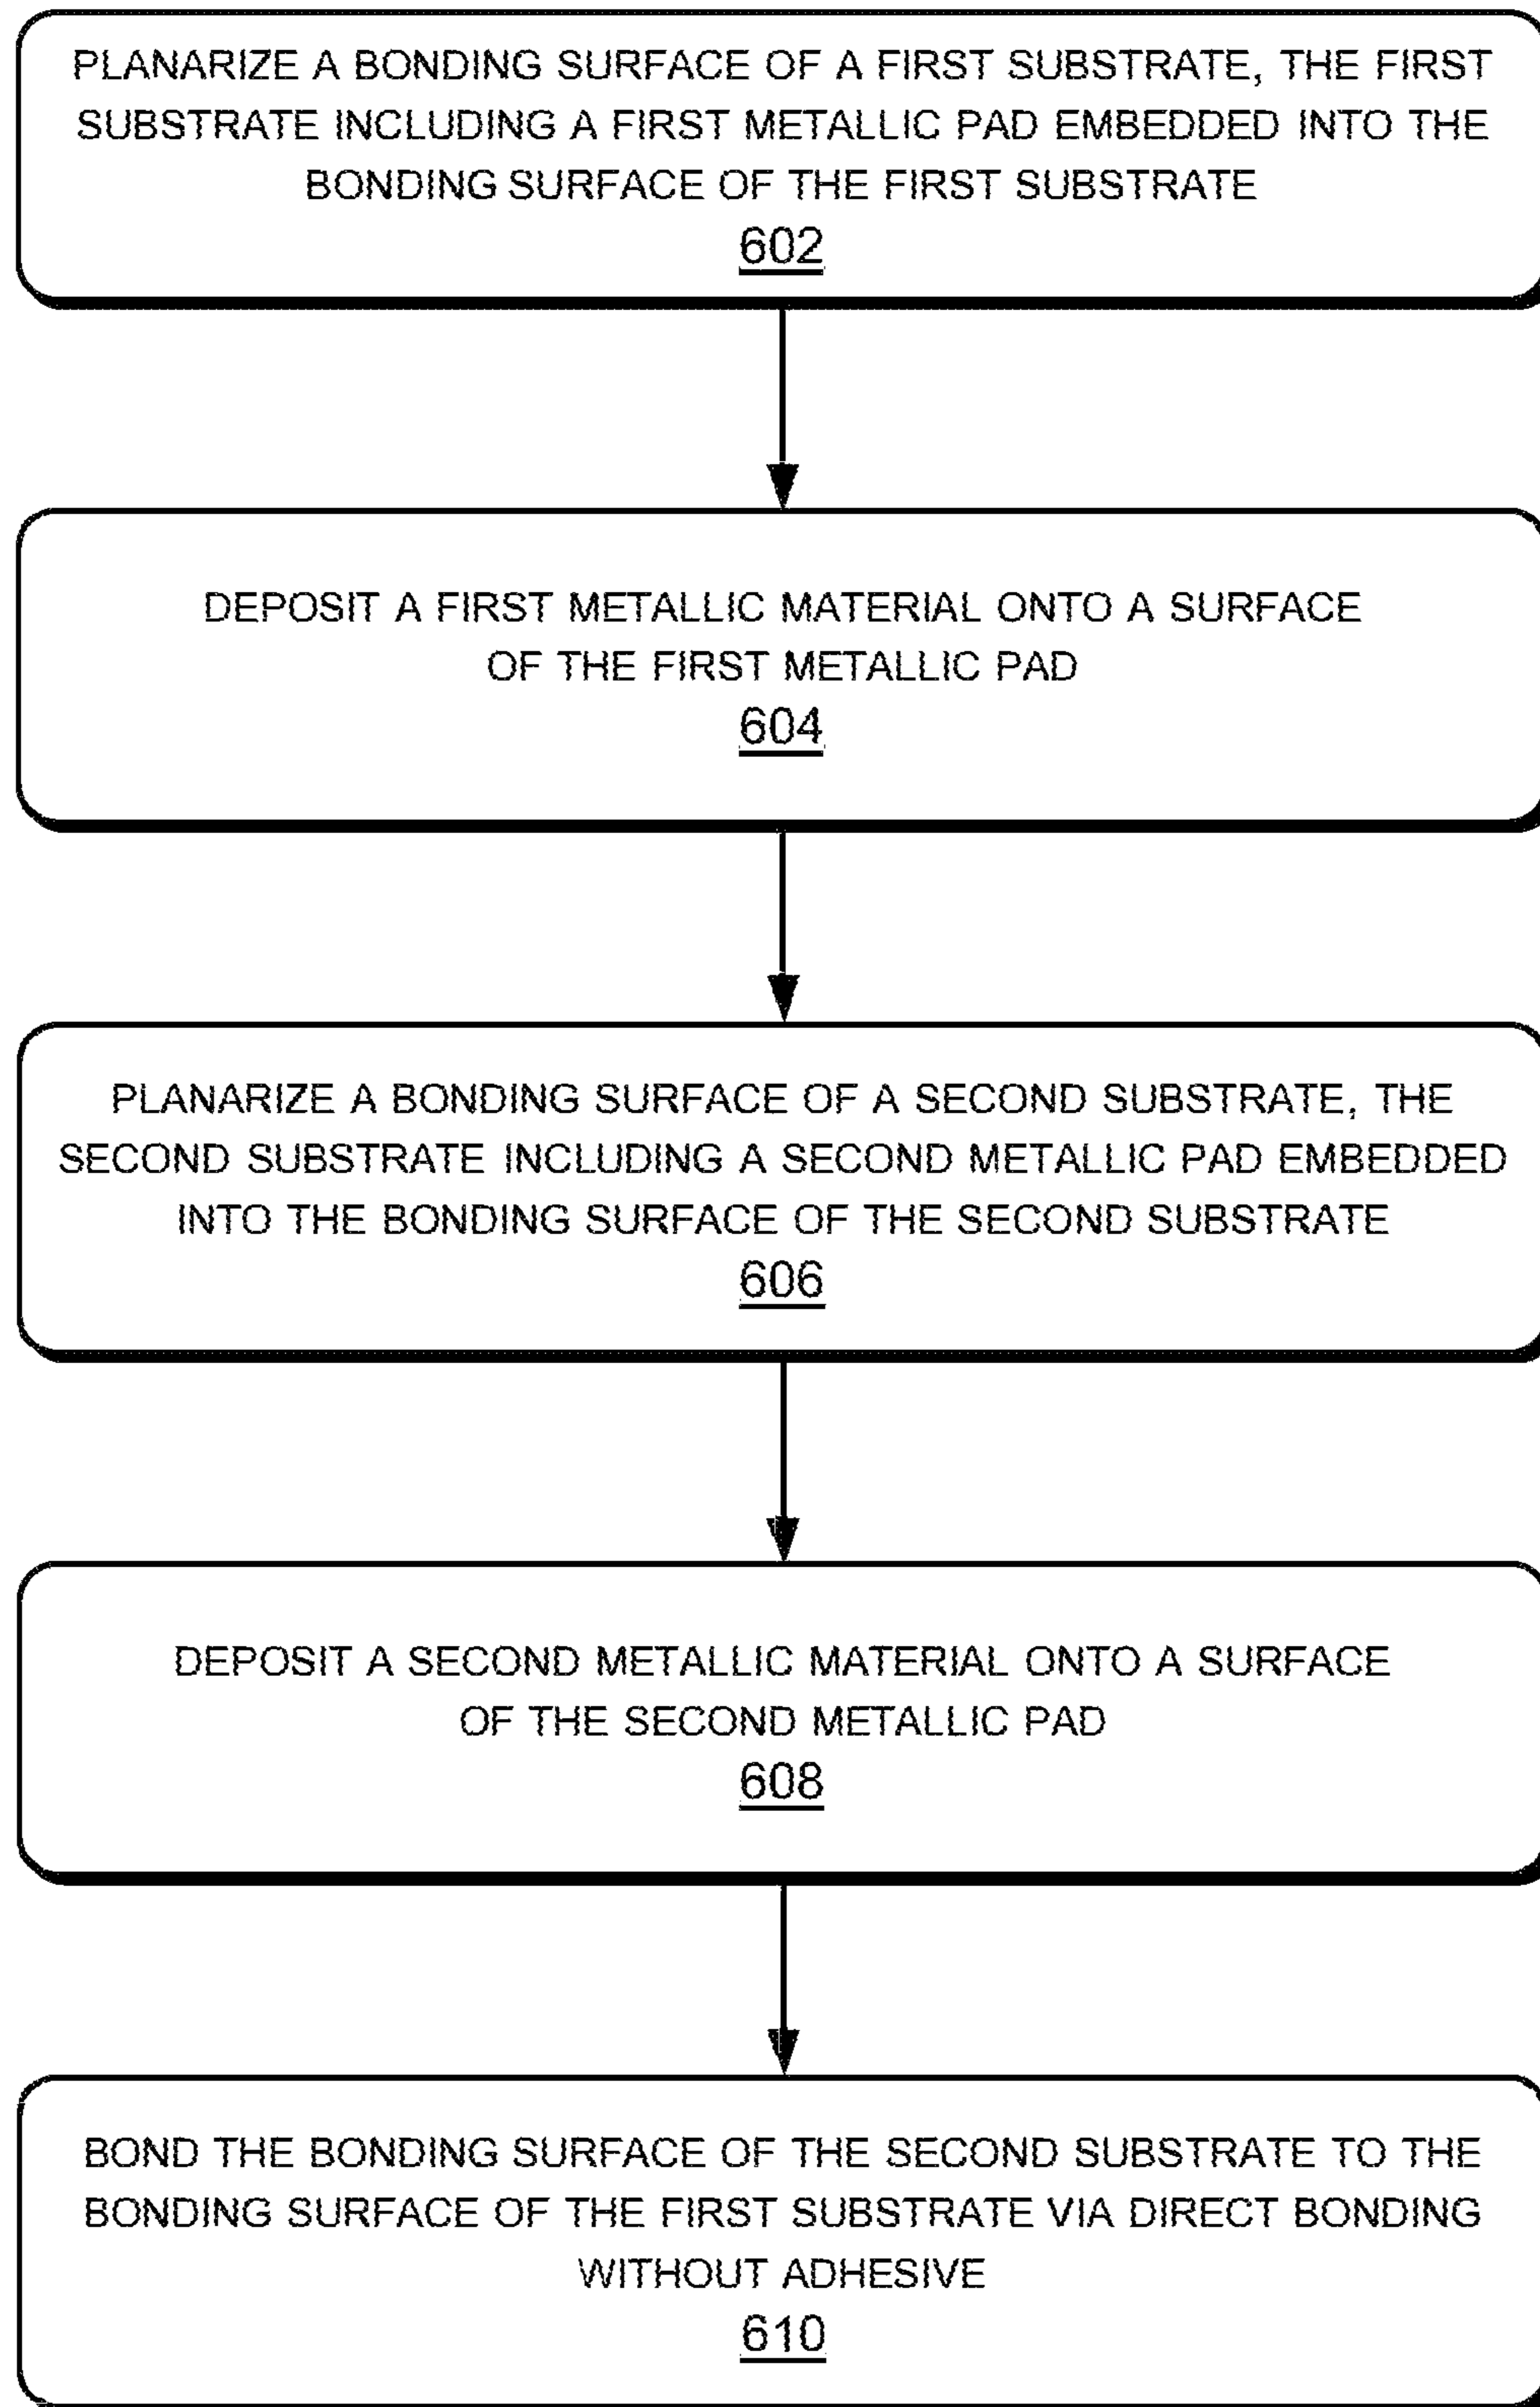 PLANARIZE A BONDING SURFACE OF A FIRST SUBSTRATE, THE FIRST
SUBSTRATE INCLUDING A FIRST METALLIC PAD EMBEDDED INTO THE
BONDING SURFACE OF THE FIRST SUBSTRATE
602
DEPOSIT A FIRST METALLIC MATERIAL ONTO A SURFACE
OF THE FIRST METALLIC PAD
604
PLANARIZE A BONDING SURFACE OF A SECOND SUBSTRATE, THE
SECOND SUBSTRATE INCLUDING A SECOND METALLIC PAD EMBEDDED
INTO THE BONDING SURFACE OF THE SECOND SUBSTRATE
606
DEPOSIT A SECOND METALLIC MATERIAL ONTO A SURFACE
OF THE SECOND METALLIC PAD
608
BOND THE BONDING SURFACE OF THE SECOND SUBSTRATE TO THE
BONDING SURFACE OF THE FIRST SUBSTRATE VIA DIRECT BONDING
WITHOUT ADHESIVE
610